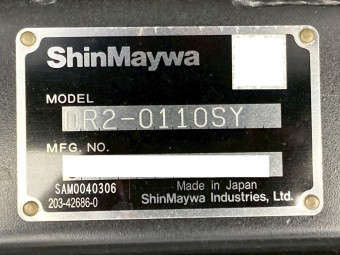 ShinMaywa
MODEL
DR2-0110SY
MFG. NO.
SAM0040306
Made in Japan
203-42686-0
ShinMaywa Industries, Ltd.